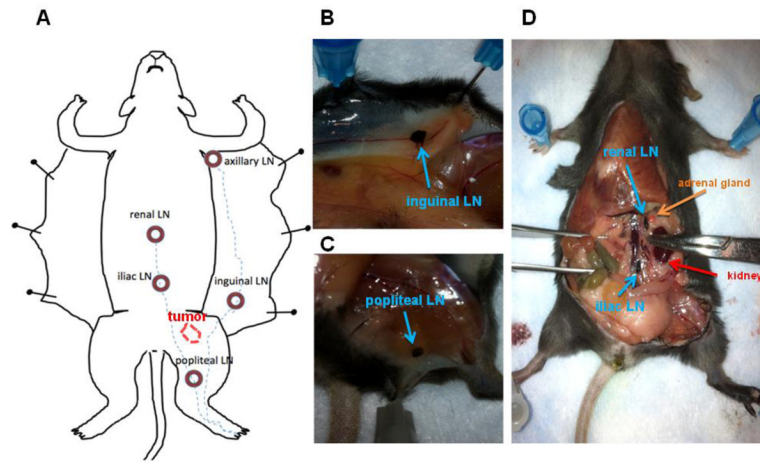 A
axillary LN
renal LN
iliac LN
inguinal LN
tumor
popliteal LN
B
inguinal LN
C
popliteal LN
D
renal LN
adrenal gland
kidney
iliac LN